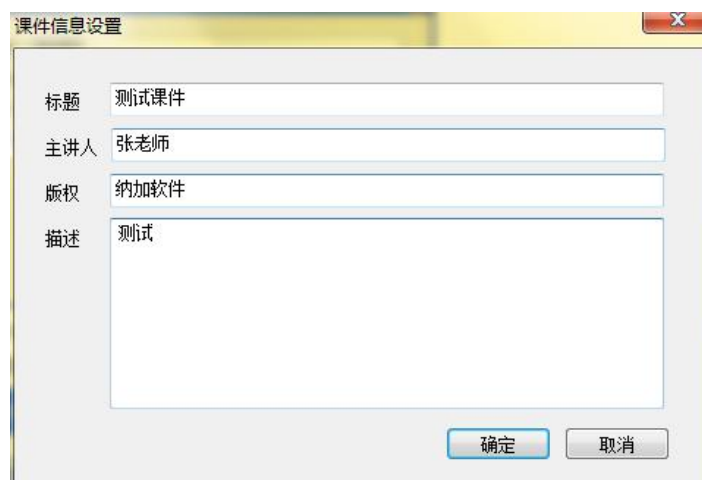 课件信息设置
标题 测试课件
主讲人 张老师
版权 纳加软件
描述 测试
确定 取消